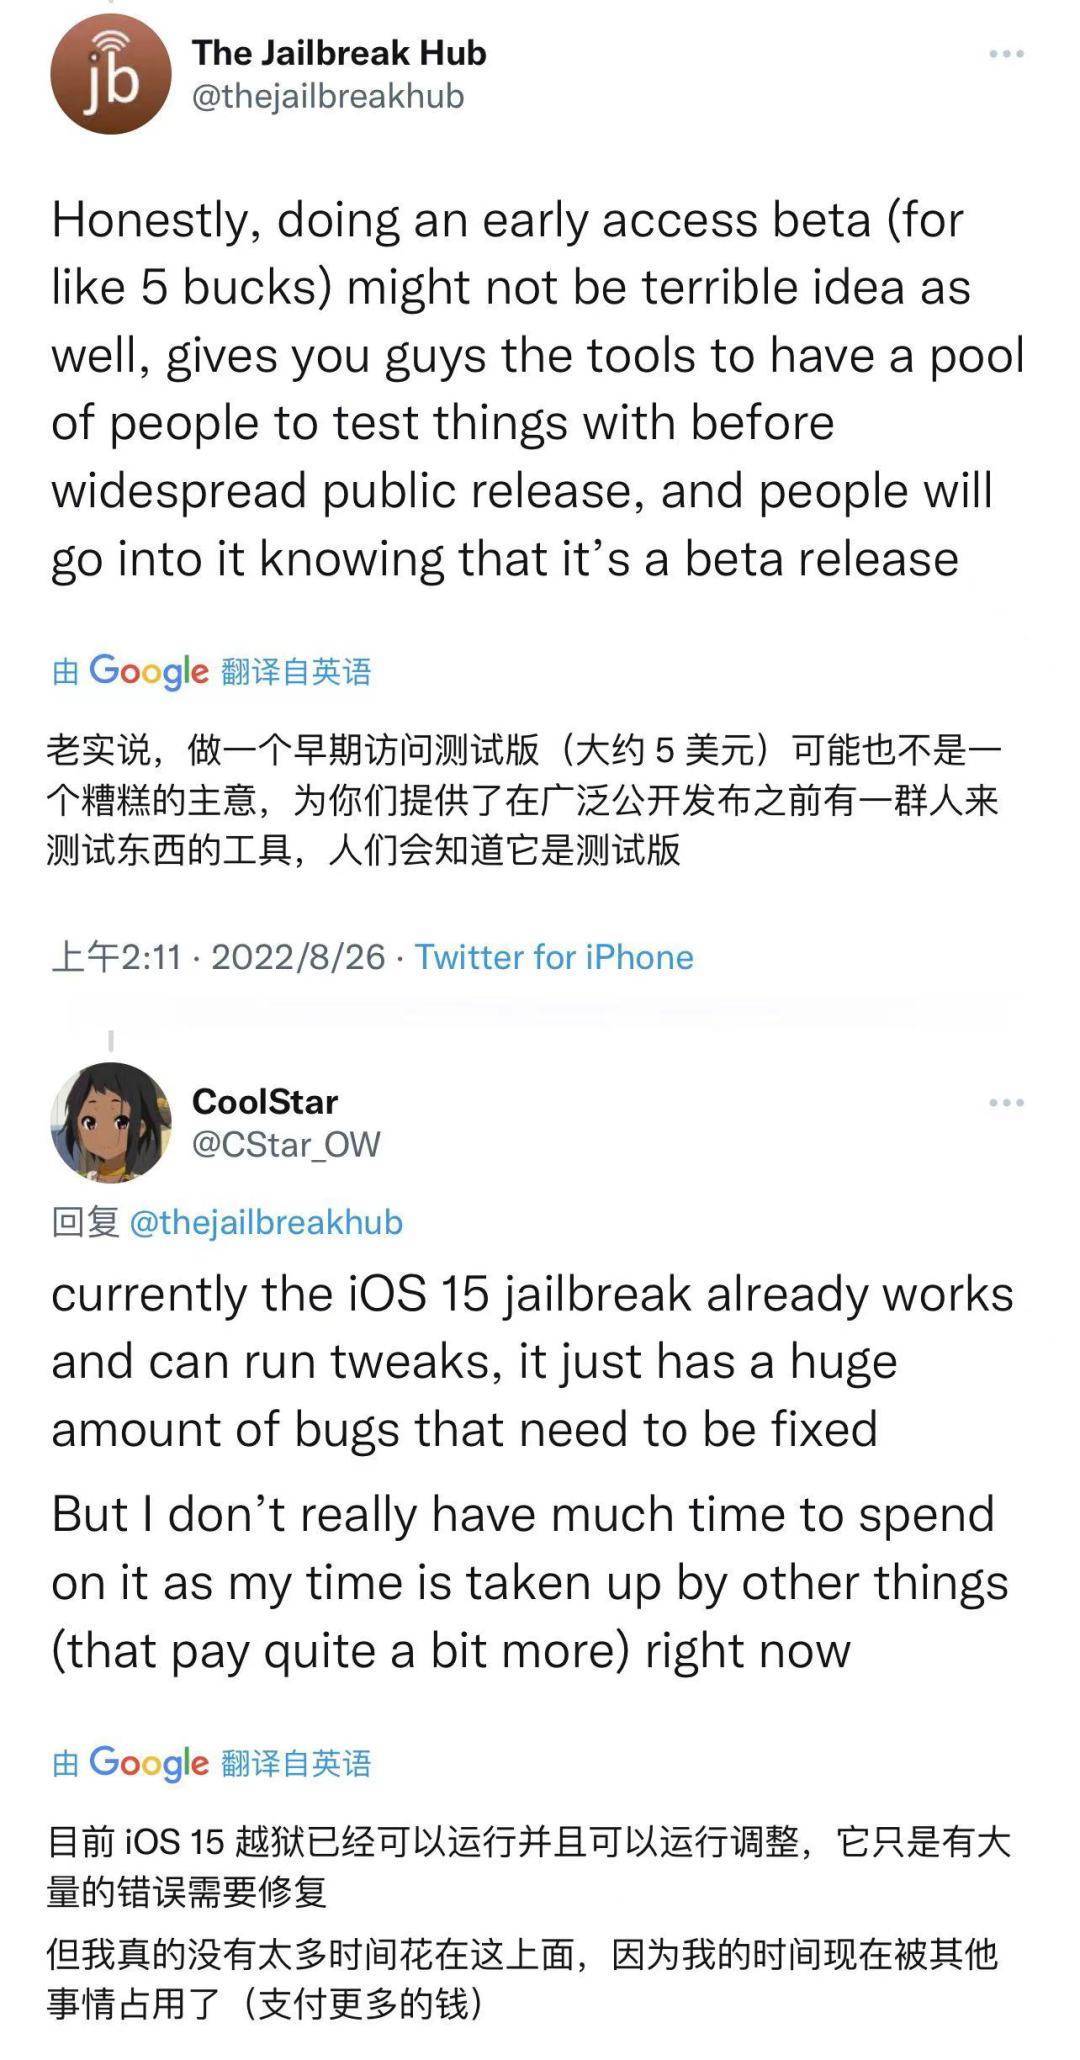 jb
The Jailbreak Hub
@thejailbreakhub
Honestly, doing an early access beta (for
like 5 bucks) might not be terrible idea as
well, gives you guys the tools to have a pool
of people to test things with before
widespread public release, and people will
go into it knowing that it’s a beta release
由 Google 翻译自英语
老实说，做一个早期访问测试版（大约 5 美元）可能也不是一
个糟糕的主意，为你们提供了在广泛公开发布之前有一群人来
测试东西的工具，人们会知道它是测试版
上午2:11 · 2022/8/26 · Twitter for iPhone
CoolStar
@CStar_OW
回复 @thejailbreakhub
currently the iOS 15 jailbreak already works
and can run tweaks, it just has a huge
amount of bugs that need to be fixed
But I don’t really have much time to spend
on it as my time is taken up by other things
(that pay quite a bit more) right now
由 Google 翻译自英语
目前 iOS 15 越狱已经可以运行并且可以运行调整，它只是有大
量的错误需要修复
但我真的没有太多时间花在这上面，因为我的时间现在被其他
事情占用了（支付更多的钱）